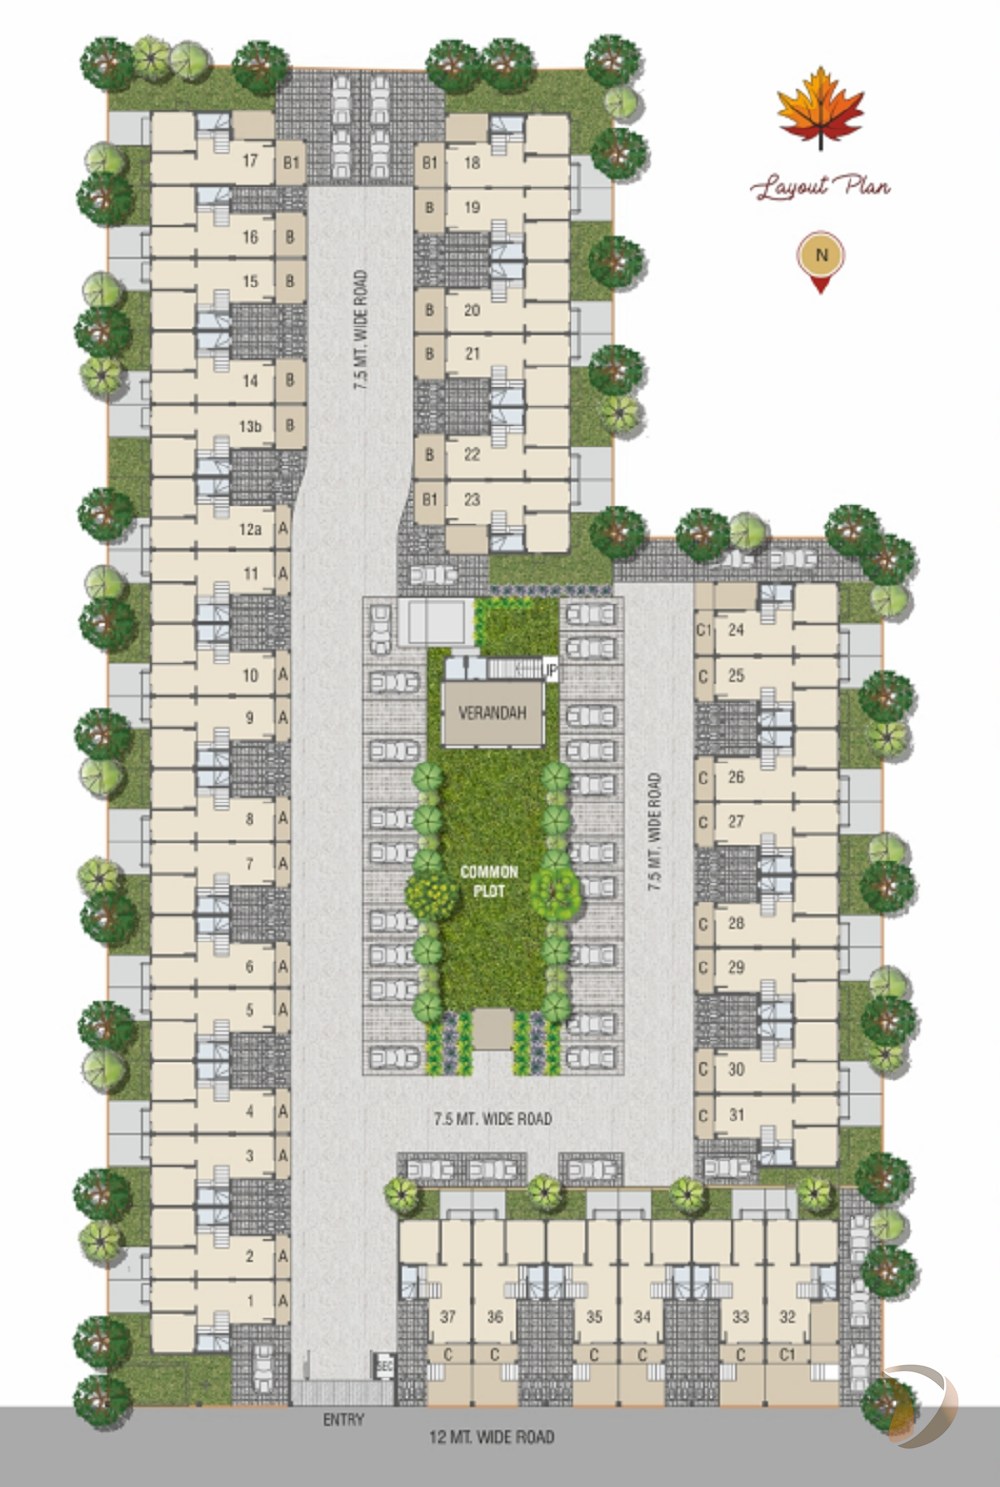 Layout Plan
N
17 B1
B1 18
B 19
16 B
15 B
7.5 MT. WIDE ROAD
B 20
B 21
14 B
13b B
B 22
B1 23
12a A
11 A
C1 24
10 A
C 25
UP
9 A
VERANDAH
C 26
8 A
C 27
7.5 MT. WIDE ROAD
7 A
COMMON
PLOT
C 28
6 A
C 29
5 A
C 30
4 A
7.5 MT. WIDE ROAD
C 31
3 A
2 A
1 A
37 36 35 34 33 32
C C C C C C1
SEC
ENTRY
12 MT. WIDE ROAD